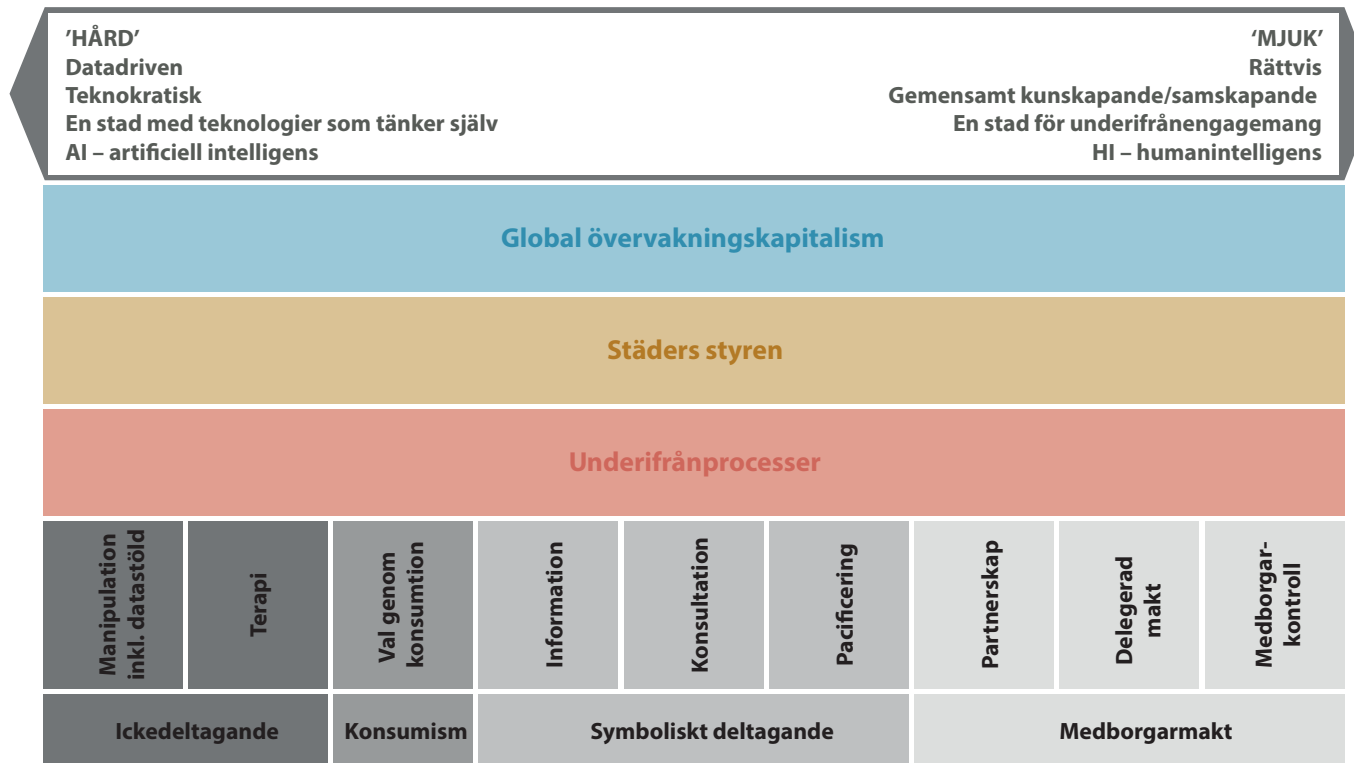 'HÅRD'
Datadriven
Teknokratisk
En stad med teknologier som tänker själv
AI – artificiell intelligens
‘MJUK’
Rättvis
Gemensamt kunskapande/samskapande
En stad för underifrånengagemang
HI – humanintelligens
Global övervakningskapitalism
Städers styren
Underifrånprocesser
Manipulation
inkl. datastöld
Terapi
Val genom
konsumtion
Information
Konsultation
Pacificering
Partnerskap
Delegerad
makt
Medborgar-
kontroll
Ickedeltagande
Konsumism
Symboliskt deltagande
Medborgarmakt